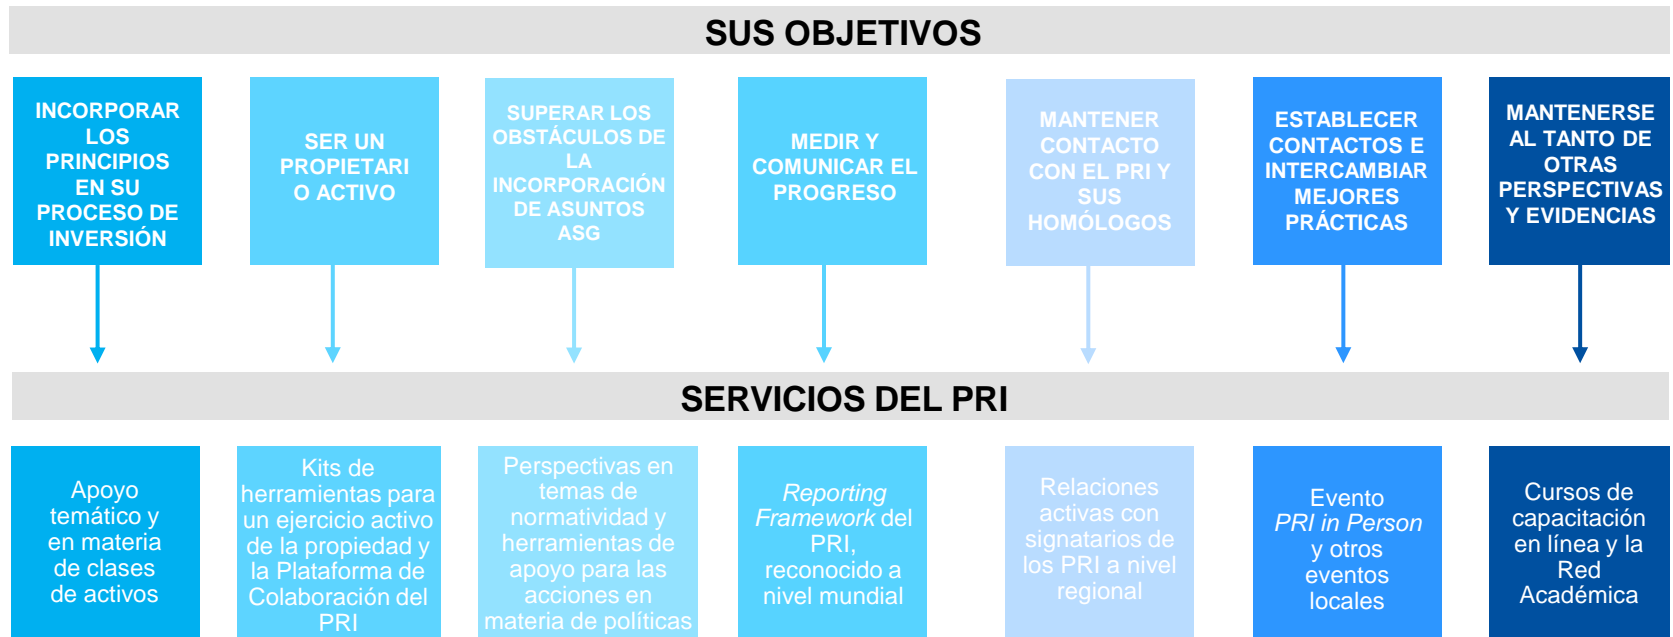 SUS OBJETIVOS
INCORPORAR
LOS
PRINCIPIOS
EN SU
PROCESO DE
INVERSIÓN
SER UN
PROPIETARI
O ACTIVO
SUPERAR LOS
OBSTÁCULOS DE
LA
INCORPORACIÓN
DE ASUNTOS
ASG
MEDIR Y
COMUNICAR EL
PROGRESO
MANTENER
CONTACTO
CON EL PRI Y
SUS
HOMÓLOGOS
ESTABLECER
CONTACTOS E
INTERCAMBIAR
MEJORES
PRÁCTICAS
MANTENERSE
AL TANTO DE
OTRAS
PERSPECTIVAS
Y EVIDENCIAS
SERVICIOS DEL PRI
Apoyo
temático y
en materia
de clases
de activos
Kits de
herramientas para
un ejercicio activo
de la propiedad y
la Plataforma de
Colaboración del
PRI
Perspectivas en
temas de
normatividad y
herramientas de
apoyo para las
acciones en
materia de políticas
Reporting
Framework del
PRI,
reconocido a
nivel mundial
Relaciones
activas con
signatarios de
los PRI a nivel
regional
Evento
PRI in Person
y otros
eventos
locales
Cursos de
capacitación
en línea y la
Red
Académica